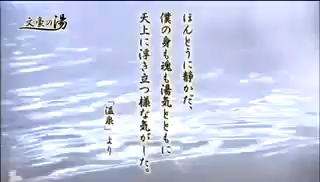 文壇の湯
ほんとうに静かだ、
僕の身も魂も湯気とともに
天上に浮き立つ様な気がした。
「温泉」より